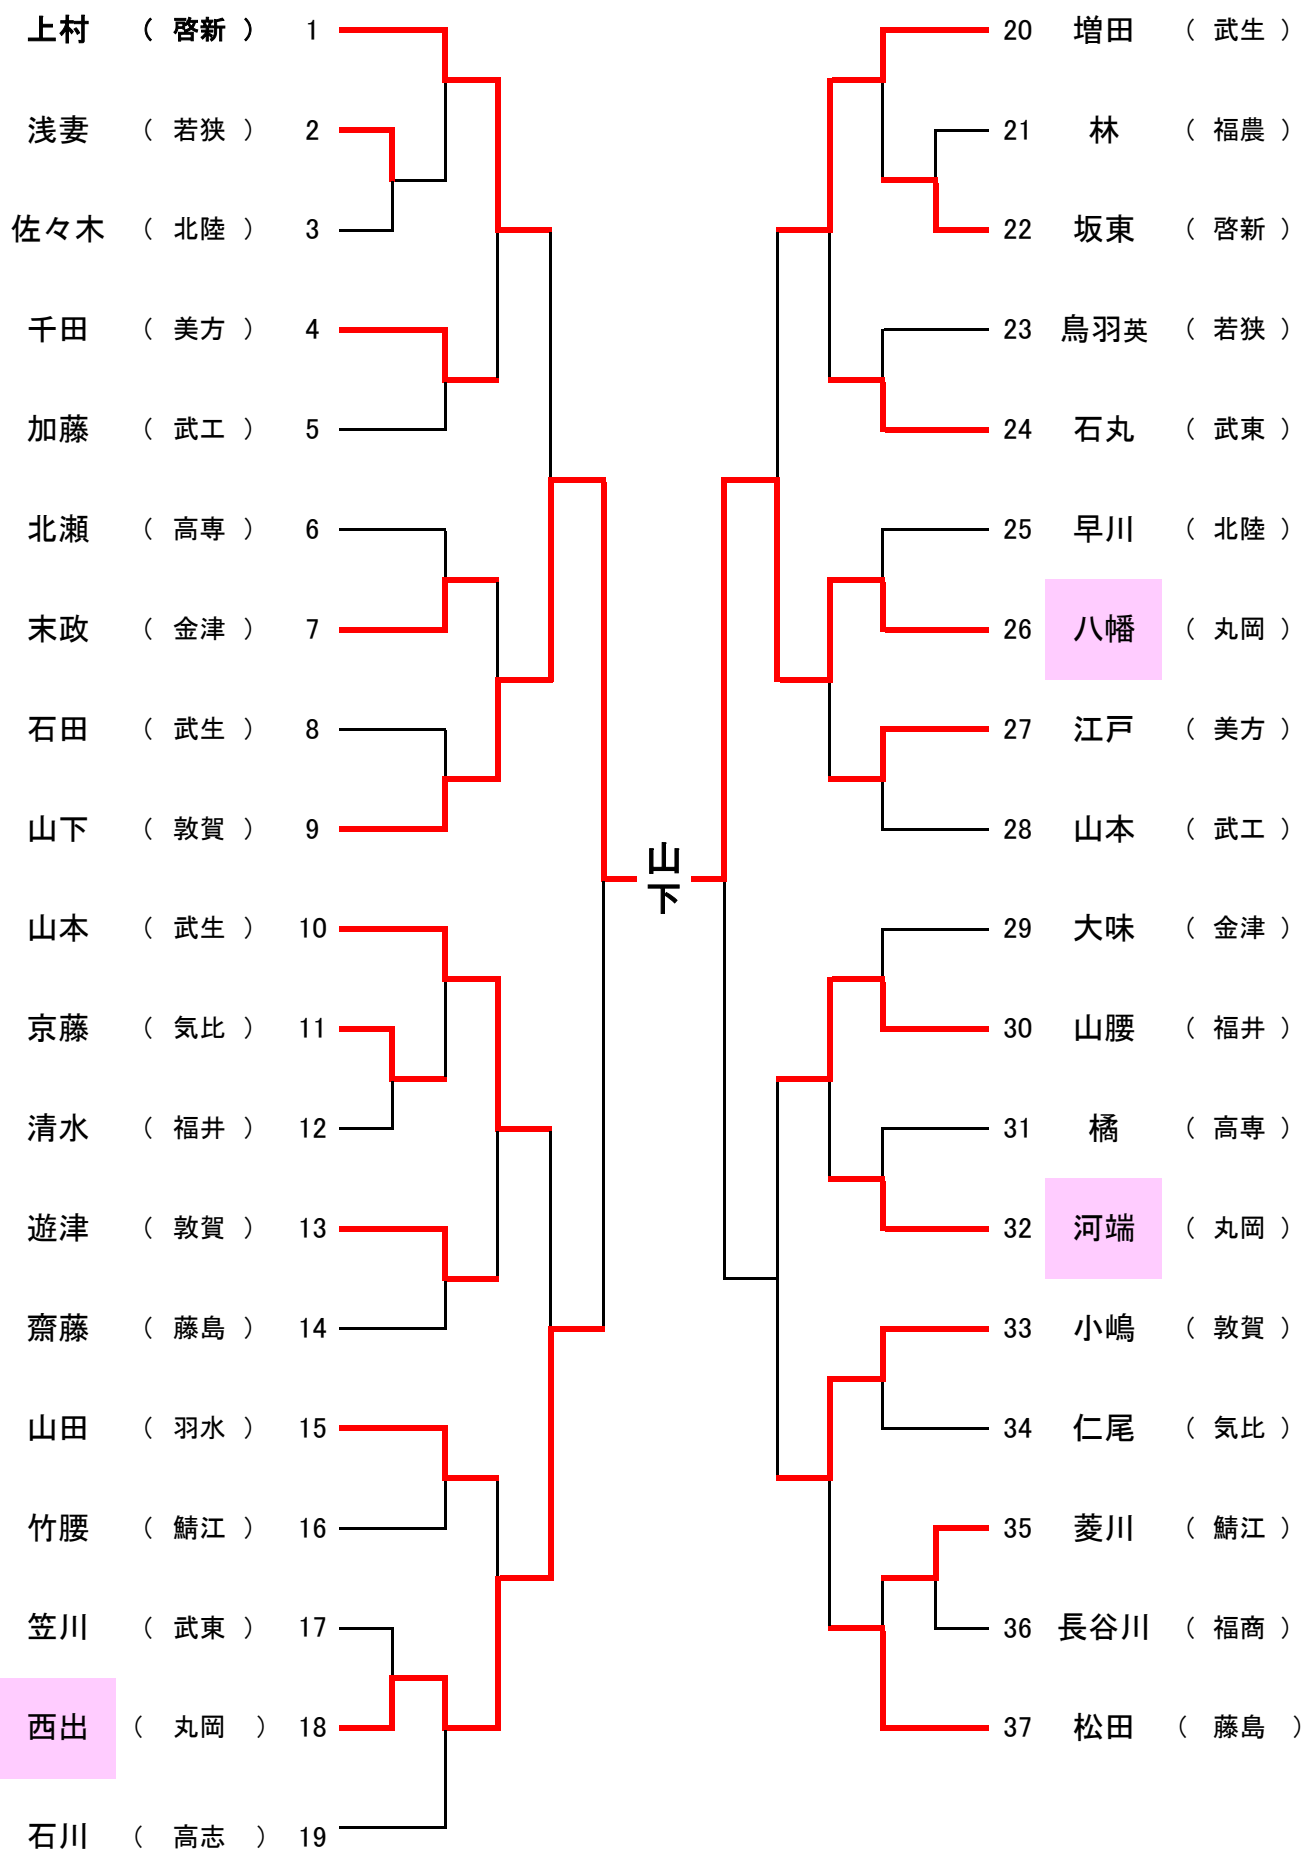 上村 （ 啓新 ） 1
浅妻 （ 若狭 ） 2
佐々木 （ 北陸 ） 3
千田 （ 美方 ） 4
加藤 （ 武工 ） 5
北瀬 （ 高専 ） 6
末政 （ 金津 ） 7
石田 （ 武生 ） 8
山下 （ 敦賀 ） 9
山本 （ 武生 ） 10
京藤 （ 気比 ） 11
清水 （ 福井 ） 12
遊津 （ 敦賀 ） 13
齋藤 （ 藤島 ） 14
山田 （ 羽水 ） 15
竹腰 （ 鯖江 ） 16
笠川 （ 武東 ） 17
西出 （ 丸岡 ） 18
石川 （ 高志 ） 19
山下
20 増田 （ 武生 ）
21 林 （ 福農 ）
22 坂東 （ 啓新 ）
23 鳥羽英 （ 若狭 ）
24 石丸 （ 武東 ）
25 早川 （ 北陸 ）
26 八幡 （ 丸岡 ）
27 江戸 （ 美方 ）
28 山本 （ 武工 ）
29 大味 （ 金津 ）
30 山腰 （ 福井 ）
31 橘 （ 高専 ）
32 河端 （ 丸岡 ）
33 小嶋 （ 敦賀 ）
34 仁尾 （ 気比 ）
35 菱川 （ 鯖江 ）
36 長谷川 （ 福商 ）
37 松田 （ 藤島 ）